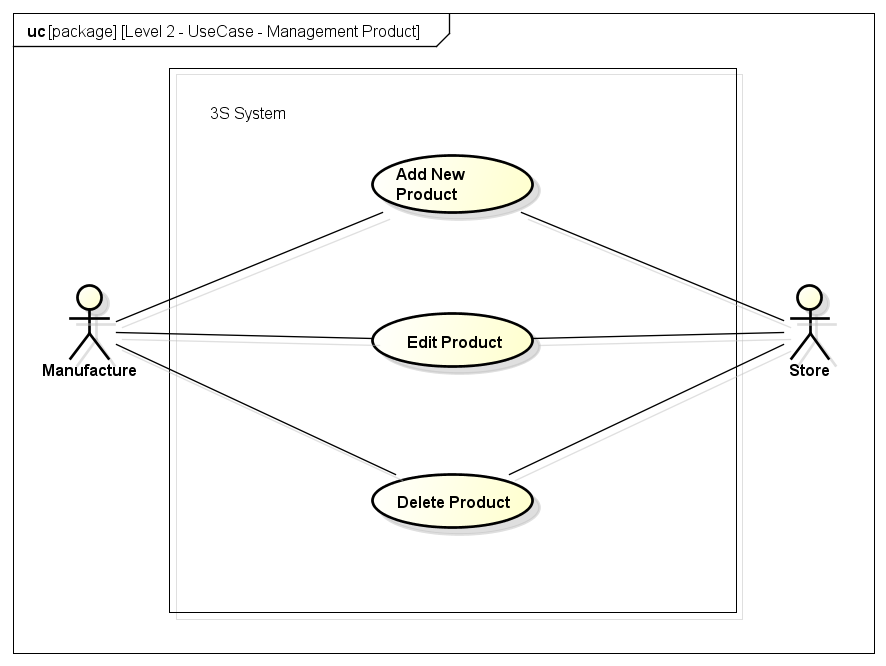 uc [package] [Level 2 - UseCase - Management Product]
3S System
Add New
Product
Edit Product
Manufacture
Store
Delete Product